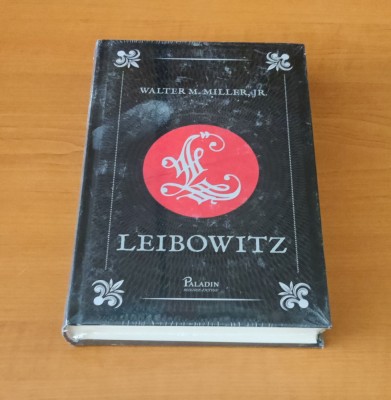 WALTER M. MILLER, JR.
LEIBOWITZ
PALADIN